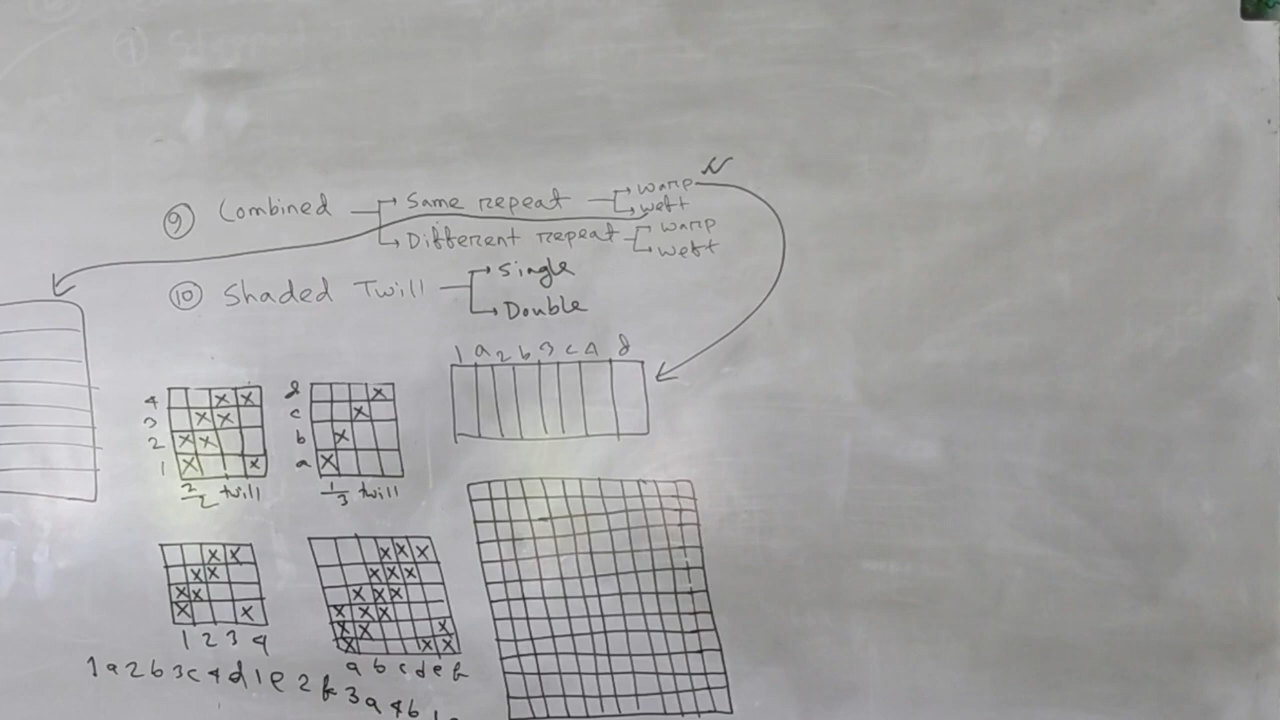 ⑨ Combined → Same repeat → warp
→ weft
→ Different repeat warp
→ weft
⑩ Shaded Twill → Single
→ Double
1 a 2 b 3 c 4 d
4 X X
3 X X
2 X X
1 X X
2/2 twill
d X
c X
b X
a X
1/3 twill
X X
X X
X X
X X
1 2 3 4
X X X
X X X
X X X
X X X
X X X
X X X
a b c d e f
1 a 2 b 3 c 4 d 1 e 2 f 3 a 4 b